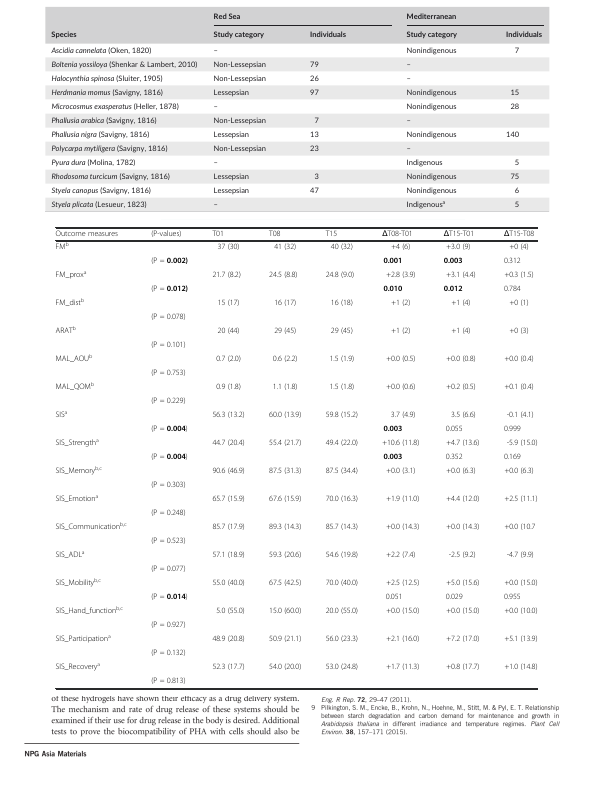 Red Sea Mediterranean
Species Study category Individuals Study category Individuals
Ascidia cannelata (Oken, 1820) – Nonindigenous 7
Boltenia yossiloya (Shenkar & Lambert, 2010) Non-Lessepsian 79 –
Halocynthia spinosa (Sluiter, 1905) Non-Lessepsian 26 –
Herdmania momus (Savigny, 1816) Lessepsian 97 Nonindigenous 15
Microcosmus exasperatus (Heller, 1878) – Nonindigenous 28
Phallusia arabica (Savigny, 1816) Non-Lessepsian 7 –
Phallusia nigra (Savigny, 1816) Lessepsian 13 Nonindigenous 140
Polycarpa mytiligera (Savigny, 1816) Non-Lessepsian 23 –
Pyura dura (Molina, 1782) – Indigenous 5
Rhodosoma turcicum (Savigny, 1816) Lessepsian 3 Nonindigenous 75
Styela canopus (Savigny, 1816) Lessepsian 47 Nonindigenous 6
Styela plicata (Lesueur, 1823) – Indigenousa 5
Outcome measures (P-values) T01 T08 T15 ΔT08-T01 ΔT15-T01 ΔT15-T08
FMb 37 (30) 41 (32) 40 (32) +4 (6) +3.0 (9) +0 (4)
(P = 0.002) 0.001 0.003 0.312
FM_proxa 21.7 (8.2) 24.5 (8.8) 24.8 (9.0) +2.8 (3.9) +3.1 (4.4) +0.3 (1.5)
(P = 0.012) 0.010 0.012 0.784
FM_distb 15 (17) 16 (17) 16 (18) +1 (2) +1 (4) +0 (1)
(P = 0.078)
ARATb 20 (44) 29 (45) 29 (45) +1 (2) +1 (4) +0 (3)
(P = 0.101)
MAL_AOUb 0.7 (2.0) 0.6 (2.2) 1.5 (1.9) +0.0 (0.5) +0.0 (0.8) +0.0 (0.4)
(P = 0.753)
MAL_QOMb 0.9 (1.8) 1.1 (1.8) 1.5 (1.8) +0.0 (0.6) +0.2 (0.5) +0.1 (0.4)
(P = 0.229)
SISa 56.3 (13.2) 60.0 (13.9) 59.8 (15.2) 3.7 (4.9) 3.5 (6.6) -0.1 (4.1)
(P = 0.004) 0.003 0.055 0.999
SIS_Strengtha 44.7 (20.4) 55.4 (21.7) 49.4 (22.0) +10.6 (11.8) +4.7 (13.6) -5.9 (15.0)
(P = 0.004) 0.003 0.352 0.169
SIS_Memoryb,c 90.6 (46.9) 87.5 (31.3) 87.5 (34.4) +0.0 (3.1) +0.0 (6.3) +0.0 (6.3)
(P = 0.303)
SIS_Emotiona 65.7 (15.9) 67.6 (15.9) 70.0 (16.3) +1.9 (11.0) +4.4 (12.0) +2.5 (11.1)
(P = 0.248)
SIS_Communicationb,c 85.7 (17.9) 89.3 (14.3) 85.7 (14.3) +0.0 (14.3) +0.0 (14.3) +0.0 (10.7
(P = 0.523)
SIS_ADLa 57.1 (18.9) 59.3 (20.6) 54.6 (19.8) +2.2 (7.4) -2.5 (9.2) -4.7 (9.9)
(P = 0.077)
SIS_Mobilityb,c 55.0 (40.0) 67.5 (42.5) 70.0 (40.0) +2.5 (12.5) +5.0 (15.6) +0.0 (15.0)
(P = 0.014) 0.051 0.029 0.955
SIS_Hand_functionb,c 5.0 (55.0) 15.0 (60.0) 20.0 (55.0) +0.0 (15.0) +0.0 (15.0) +0.0 (10.0)
(P = 0.927)
SIS_Participationa 48.9 (20.8) 50.9 (21.1) 56.0 (23.3) +2.1 (16.0) +7.2 (17.0) +5.1 (13.9)
(P = 0.132)
SIS_Recoverya 52.3 (17.7) 54.0 (20.0) 53.0 (24.8) +1.7 (11.3) +0.8 (17.7) +1.0 (14.8)
(P = 0.813)
of these hydrogels have shown their efficacy as a drug delivery system.
The mechanism and rate of drug release of these systems should be
examined if their use for drug release in the body is desired. Additional
tests to prove the biocompatibility of PHA with cells should also be
Eng. R Rep. 72, 29–47 (2011).
9 Pilkington, S. M., Encke, B., Krohn, N., Hoehne, M., Stitt, M. & Pyl, E. T. Relationship
between starch degradation and carbon demand for maintenance and growth in
Arabidopsis thaliana in different irradiance and temperature regimes. Plant Cell
Environ. 38, 157–171 (2015).
NPG Asia Materials